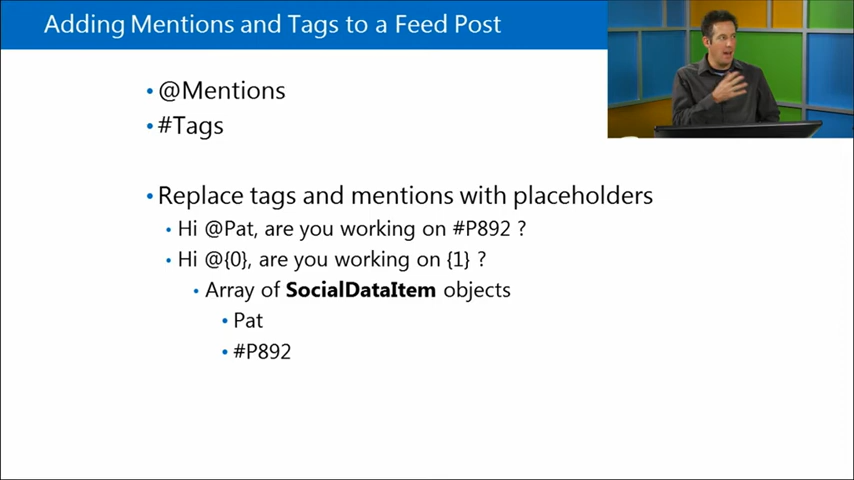 Adding Mentions and Tags to a Feed Post
• @Mentions
• #Tags
• Replace tags and mentions with placeholders
• Hi @Pat, are you working on #P892 ?
• Hi @{0}, are you working on {1} ?
• Array of SocialDataItem objects
• Pat
• #P892